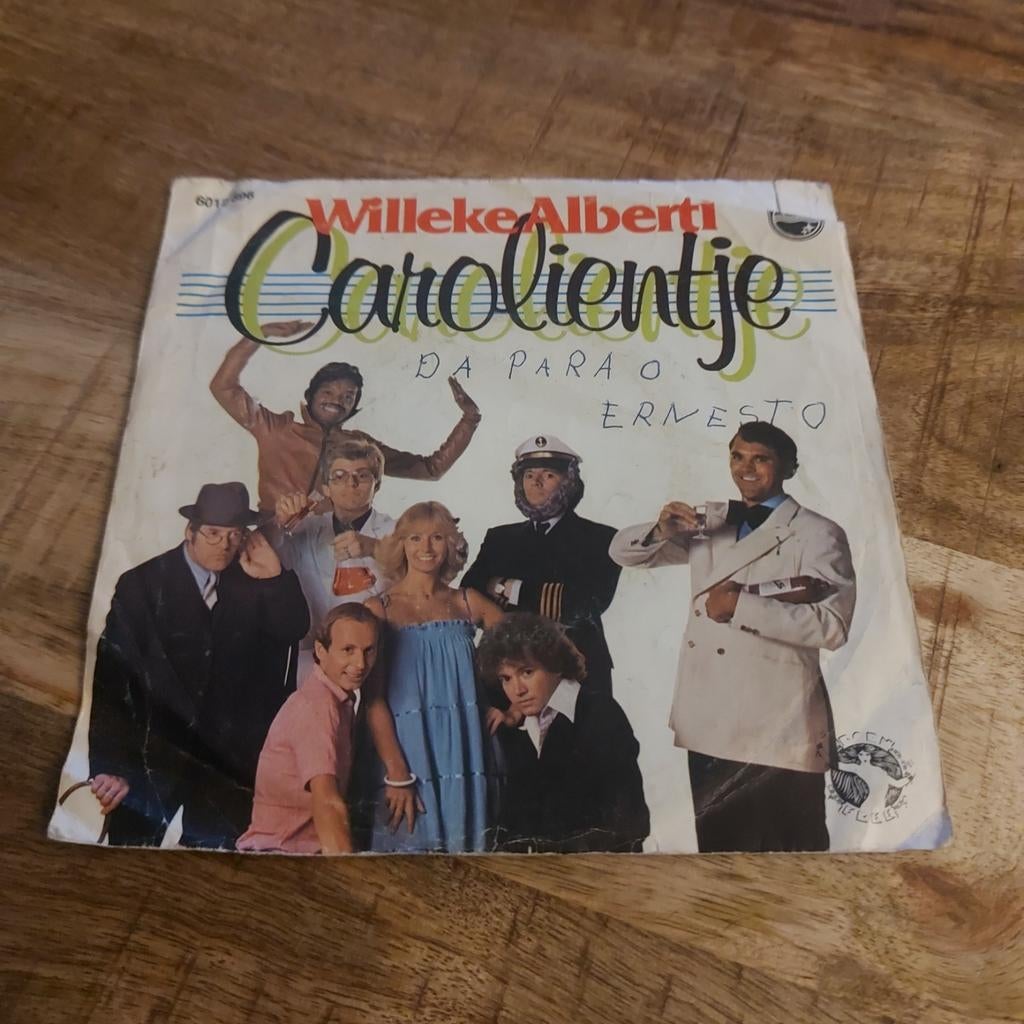 Willeke Alberti
Carolientje
DA PARA O
ERNESTO